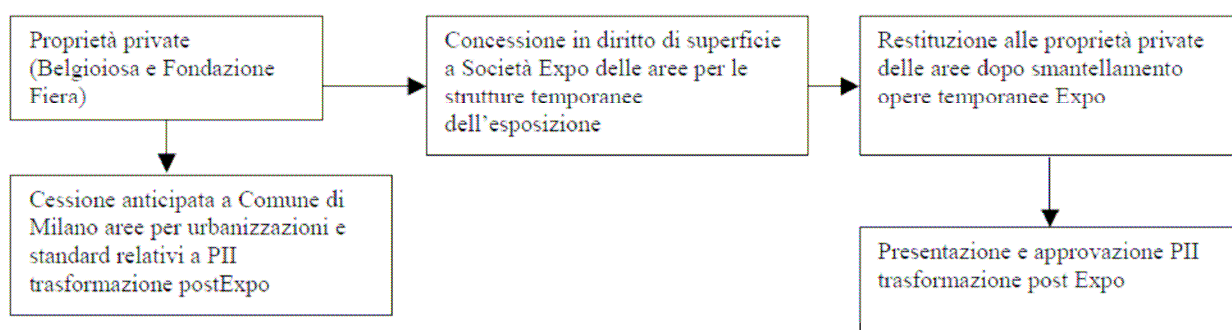 Proprietà private
(Belgioiosa e Fondazione
Fiera)
Concessione in diritto di superficie
a Società Expo delle aree per le
strutture temporanee
dell’esposizione
Restituzione alle proprietà private
delle aree dopo smantellamento
opere temporanee Expo
Cessione anticipata a Comune di
Milano aree per urbanizzazioni e
standard relativi a PII
trasformazione postExpo
Presentazione e approvazione PII
trasformazione post Expo